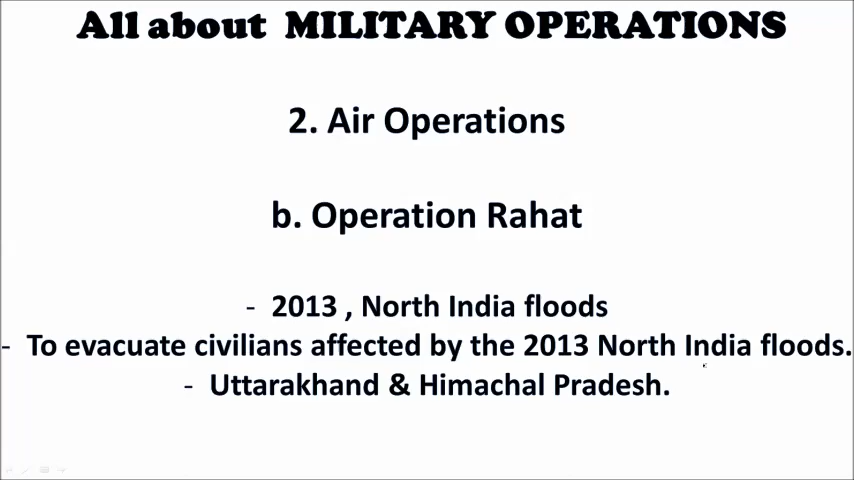 All about MILITARY OPERATIONS
2. Air Operations
b. Operation Rahat
- 2013 , North India floods
- To evacuate civilians affected by the 2013 North India floods.
- Uttarakhand & Himachal Pradesh.